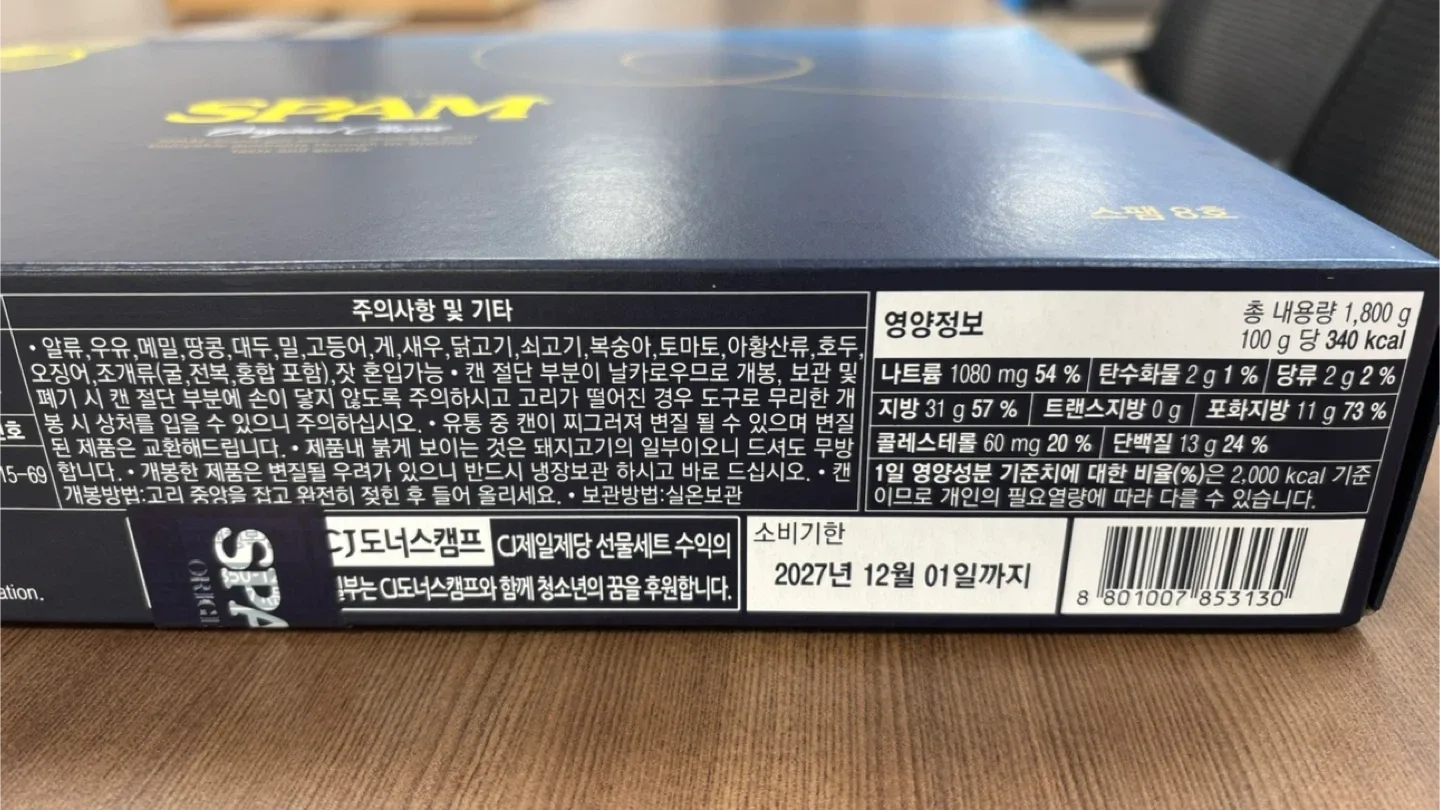 SPAM
스팸 8호
주의사항 및 기타
• 알류,우유,메밀,땅콩,대두,밀,고등어,게,새우,닭고기,쇠고기,복숭아,토마토,아황산류,호두,
오징어,조개류(굴,전복,홍합 포함),잣 혼입가능 • 캔 절단 부분이 날카로우므로 개봉, 보관 및
폐기 시 캔 절단 부분에 손이 닿지 않도록 주의하시고 고리가 떨어진 경우 도구로 무리한 개
봉 시 상처를 입을 수 있으니 주의하십시오. • 유통 중 캔이 찌그러져 변질 될 수 있으며 변질
된 제품은 교환해드립니다. • 제품내 붉게 보이는 것은 돼지고기의 일부이오니 드셔도 무방
합니다. • 개봉한 제품은 변질될 우려가 있으니 반드시 냉장보관 하시고 바로 드십시오. • 캔
개봉방법:고리 중앙을 잡고 완전히 젖힌 후 들어 올리세요. • 보관방법:실온보관
호
15-69
ation.
SPA
ORIGI
CJ도너스캠프 CJ제일제당 선물세트 수익의
일부는 CJ도너스캠프와 함께 청소년의 꿈을 후원합니다.
영양정보
총 내용량 1,800 g
100 g 당 340 kcal
나트륨 1080 mg 54 % 탄수화물 2 g 1 % 당류 2 g 2 %
지방 31 g 57 % 트랜스지방 0 g 포화지방 11 g 73 %
콜레스테롤 60 mg 20 % 단백질 13 g 24 %
1일 영양성분 기준치에 대한 비율(%)은 2,000 kcal 기준
이므로 개인의 필요열량에 따라 다를 수 있습니다.
소비기한
2027년 12월 01일까지
8 801007 853130